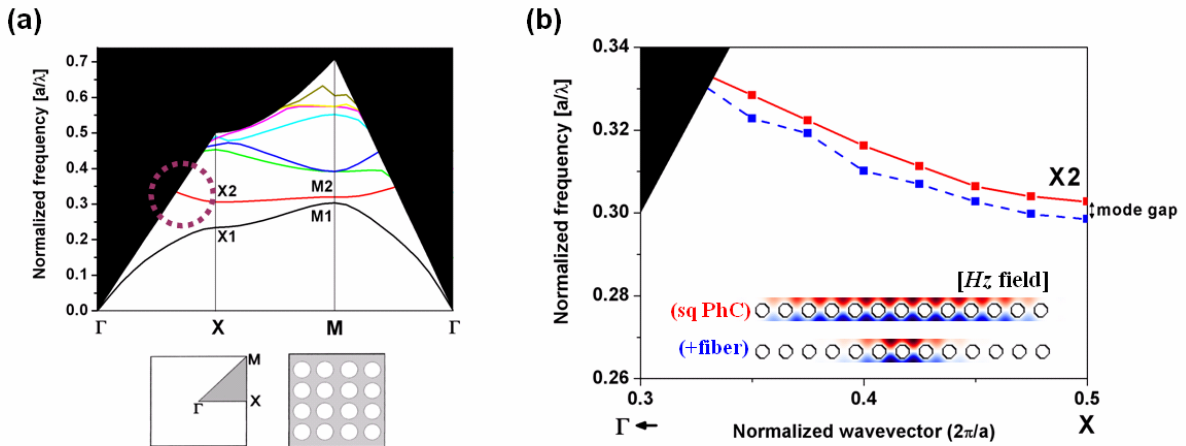 (a)
Normalized frequency [a/λ]
0.7
0.6
0.5
0.4
0.3
0.2
0.1
0.0
X2
M2
M1
X1
Γ
X
M
Γ
M
Γ
X
(b)
Normalized frequency [a/λ]
0.34
0.32
0.30
0.28
0.26
X2
mode gap
[Hz field]
(sq PhC)
(+fiber)
0.3
0.4
0.5
Γ ←
Normalized wavevector (2π/a)
X